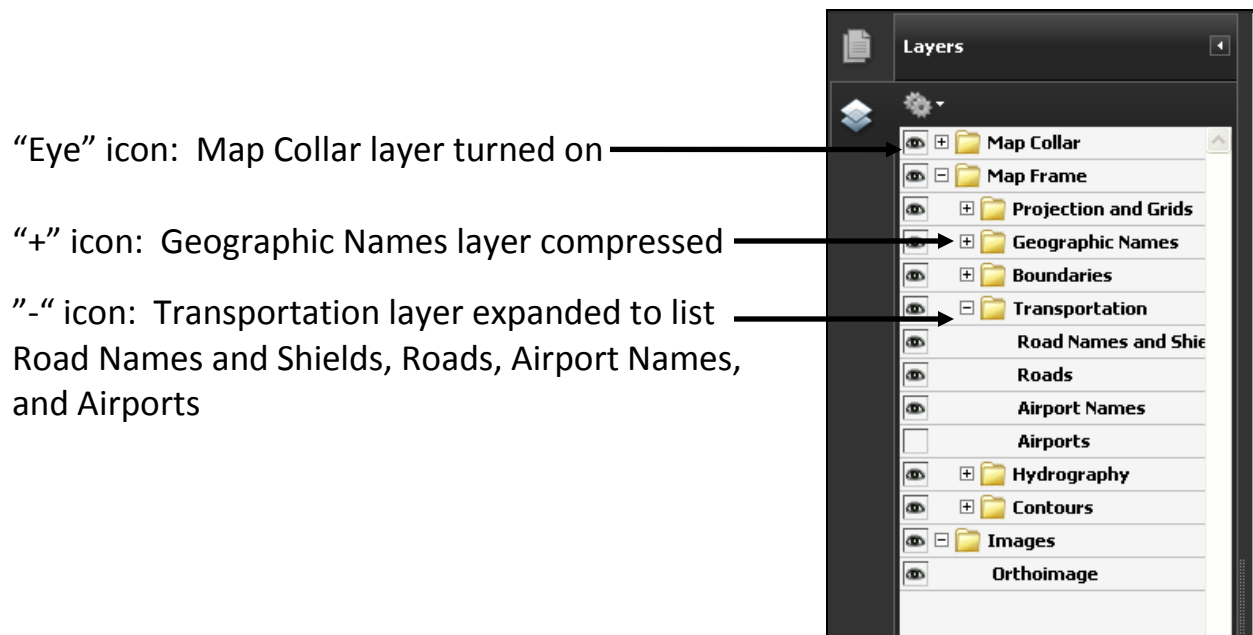 Layers
“Eye” icon:  Map Collar layer turned on
“+” icon:  Geographic Names layer compressed
”-“ icon:  Transportation layer expanded to list
Road Names and Shields, Roads, Airport Names,
and Airports
Map Collar
Map Frame
Projection and Grids
Geographic Names
Boundaries
Transportation
Road Names and Shie
Roads
Airport Names
Airports
Hydrography
Contours
Images
Orthoimage